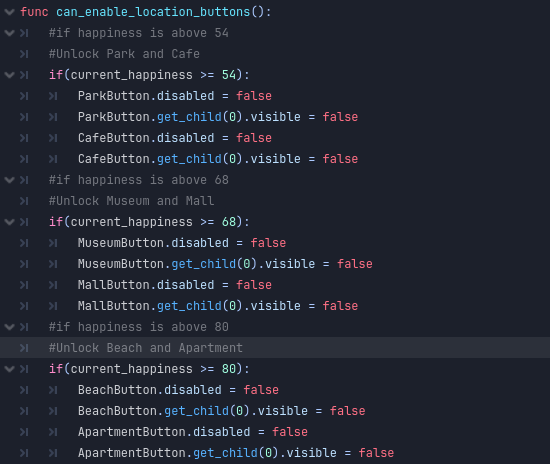 func can_enable_location_buttons():
#if happiness is above 54
#Unlock Park and Cafe
if(current_happiness >= 54):
ParkButton.disabled = false
ParkButton.get_child(0).visible = false
CafeButton.disabled = false
CafeButton.get_child(0).visible = false
#if happiness is above 68
#Unlock Museum and Mall
if(current_happiness >= 68):
MuseumButton.disabled = false
MuseumButton.get_child(0).visible = false
MallButton.disabled = false
MallButton.get_child(0).visible = false
#if happiness is above 80
#Unlock Beach and Apartment
if(current_happiness >= 80):
BeachButton.disabled = false
BeachButton.get_child(0).visible = false
ApartmentButton.disabled = false
ApartmentButton.get_child(0).visible = false